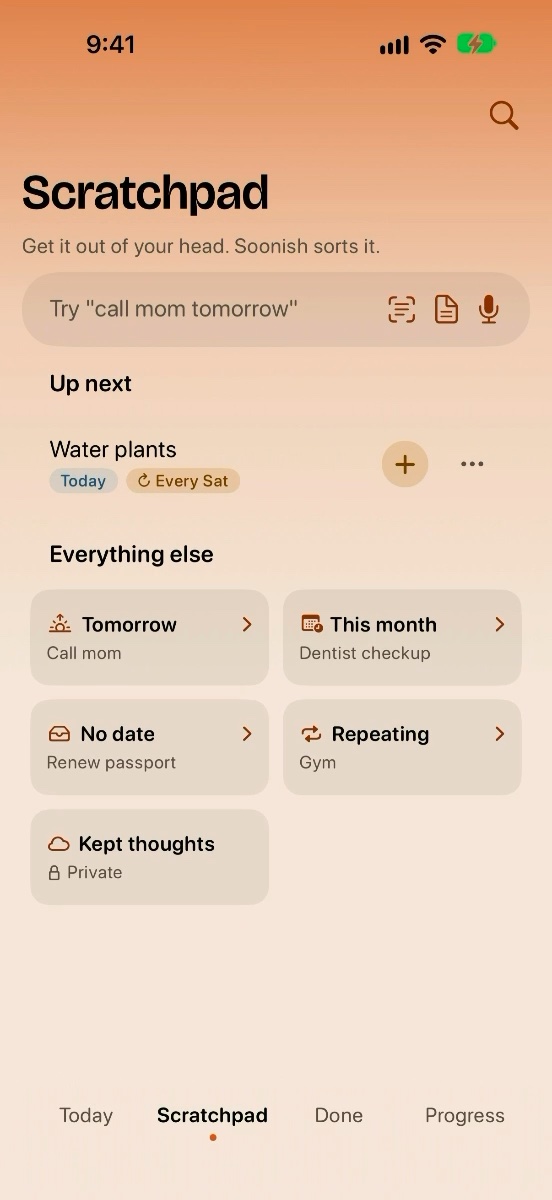 9:41
Scratchpad
Get it out of your head. Soonish sorts it.
Try "call mom tomorrow"
Up next
Water plants
Today Every Sat
Everything else
Tomorrow
Call mom
This month
Dentist checkup
No date
Renew passport
Repeating
Gym
Kept thoughts
Private
Today Scratchpad Done Progress